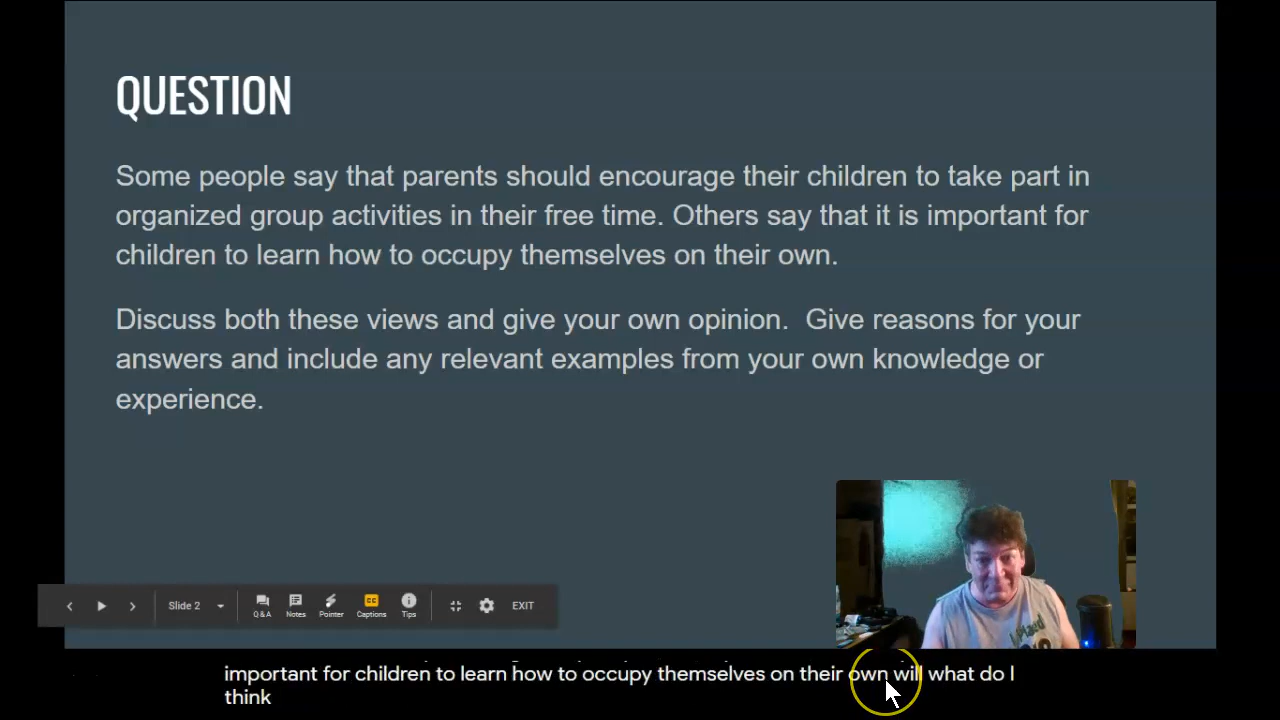 QUESTION
Some people say that parents should encourage their children to take part in
organized group activities in their free time. Others say that it is important for
children to learn how to occupy themselves on their own.
Discuss both these views and give your own opinion.  Give reasons for your
answers and include any relevant examples from your own knowledge or
experience.
Slide 2
Q&A
Notes
Pointer
Captions
Tips
EXIT
important for children to learn how to occupy themselves on their own will what do I
think